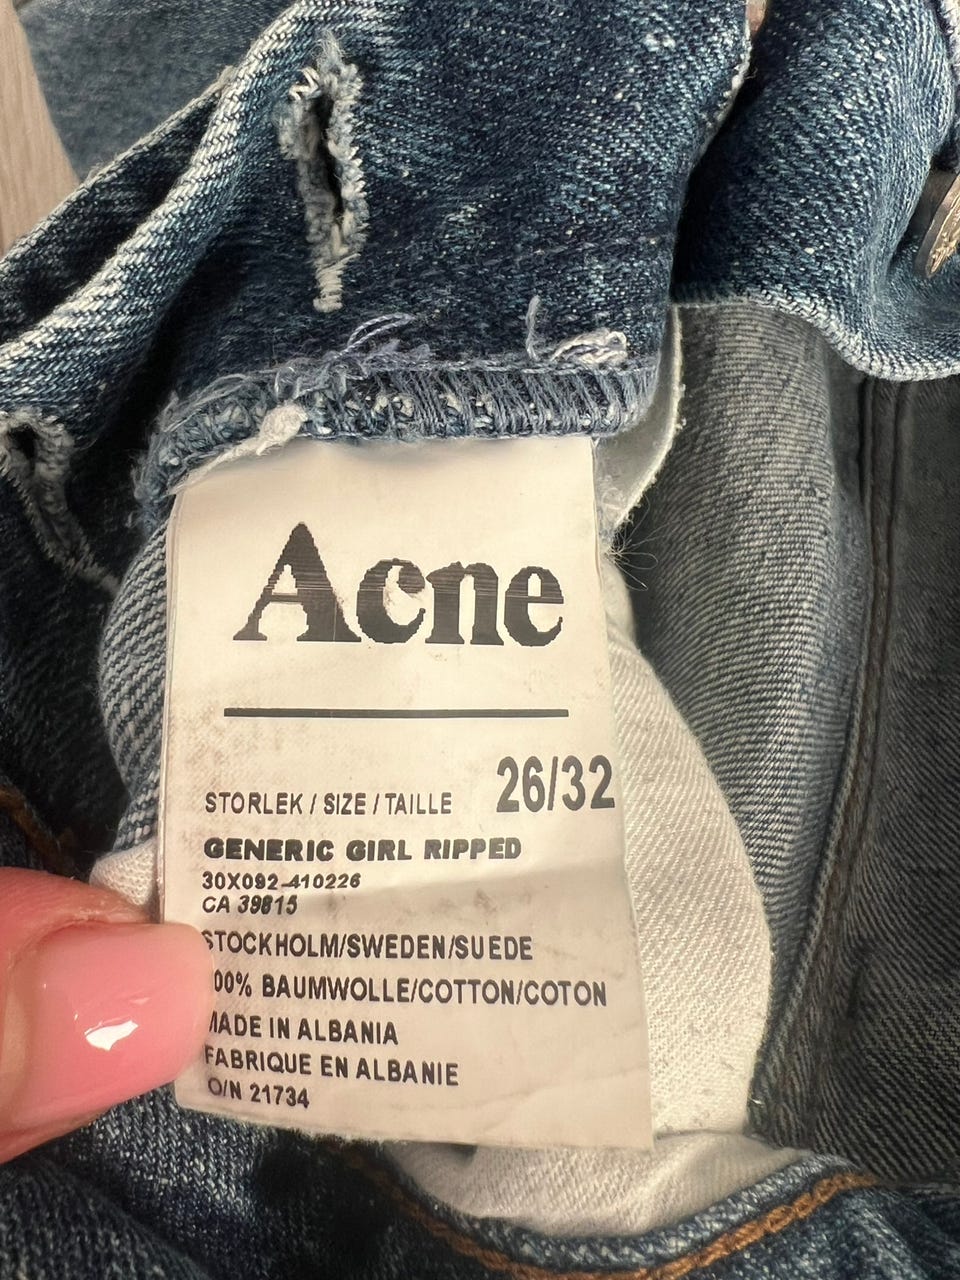 Acne
STORLEK / SIZE / TAILLE 26/32
GENERIC GIRL RIPPED
30X092-410226
CA 39815
STOCKHOLM/SWEDEN/SUEDE
00% BAUMWOLLE/COTTON/COTON
MADE IN ALBANIA
FABRIQUE EN ALBANIE
O/N 21734